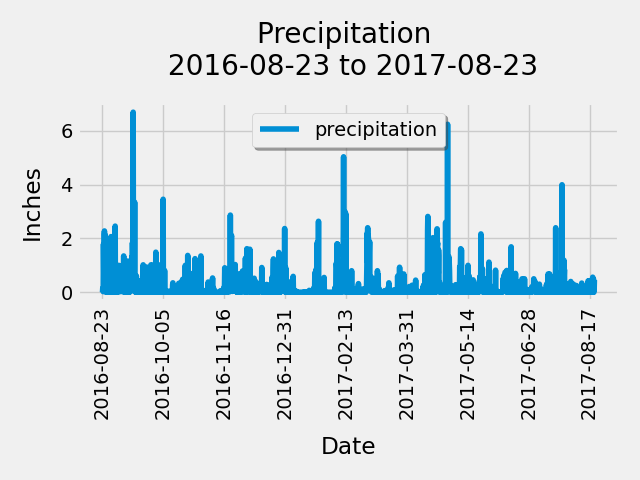 Precipitation
2016-08-23 to 2017-08-23
precipitation
6
4
2
0
Inches
2016-08-23
2016-10-05
2016-11-16
2016-12-31
2017-02-13
2017-03-31
2017-05-14
2017-06-28
2017-08-17
Date